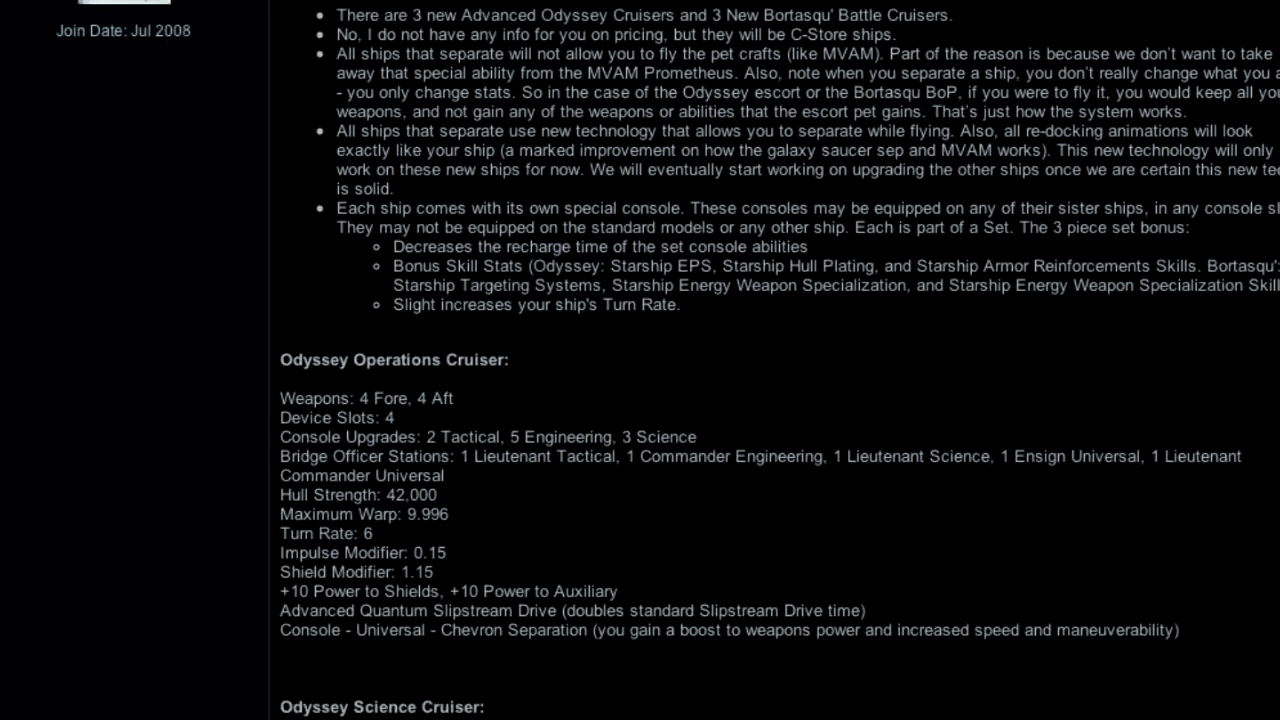 There are 3 new Advanced Odyssey Cruisers and 3 New Bortasqu' Battle Cruisers.
Join Date: Jul 2008
No, I do not have any info for you on pricing, but they will be C-Store ships.
All ships that separate will not allow you to fly the pet crafts (like MVAM). Part of the reason is because we don't want to take
away that special ability from the MVAM Prometheus. Also, note when you separate a ship, you don't really change what you
- you only change stats. So in the case of the Odyssey escort or the Bortasqu BoP, if you were to fly it, you would keep all
weapons, and not gain any of the weapons or abilities that the escort pet gains. That's just how the system works.
All ships that separate use new technology that allows you to separate while flying. Also, all re-docking animations will look
exactly like your ship (a marked improvement on how the galaxy saucer sep and MVAM works). This new technology will only
work on these new ships for now. We will eventually start working on upgrading the other ships once we are certain this new
is solid.
Each ship comes with its own special console. These consoles may be equipped on any of their sister ships, in any console
They may not be equipped on the standard models or any other ship. Each is part of a Set. The 3 piece set bonus:
Decreases the recharge time of the set console abilities
Bonus Skill Stats (Odyssey: Starship EPS, Starship Hull Plating, and Starship Armor Reinforcements Skills. Bortasqu':
Starship Targeting Systems, Starship Energy Weapon Specialization, and Starship Energy Weapon Specialization
Slight increases your ship's Turn Rate.
Odyssey Operations Cruiser:
Weapons: 4 Fore, 4 Aft
Device Slots: 4
Console Upgrades: 2 Tactical, 5 Engineering, 3 Science
Bridge Officer Stations: 1 Lieutenant Tactical, 1 Commander Engineering, 1 Lieutenant Science, 1 Ensign Universal, 1 Lieutenant
Commander Universal
Hull Strength: 42,000
Maximum Warp: 9.996
Turn Rate: 6
Impulse Modifier: 0.15
Shield Modifier: 1.15
+10 Power to Shields, +10 Power to Auxiliary
Advanced Quantum Slipstream Drive (doubles standard Slipstream Drive time)
Console - Universal - Chevron Separation (you gain a boost to weapons power and increased speed and maneuverability)
Odyssey Science Cruiser: